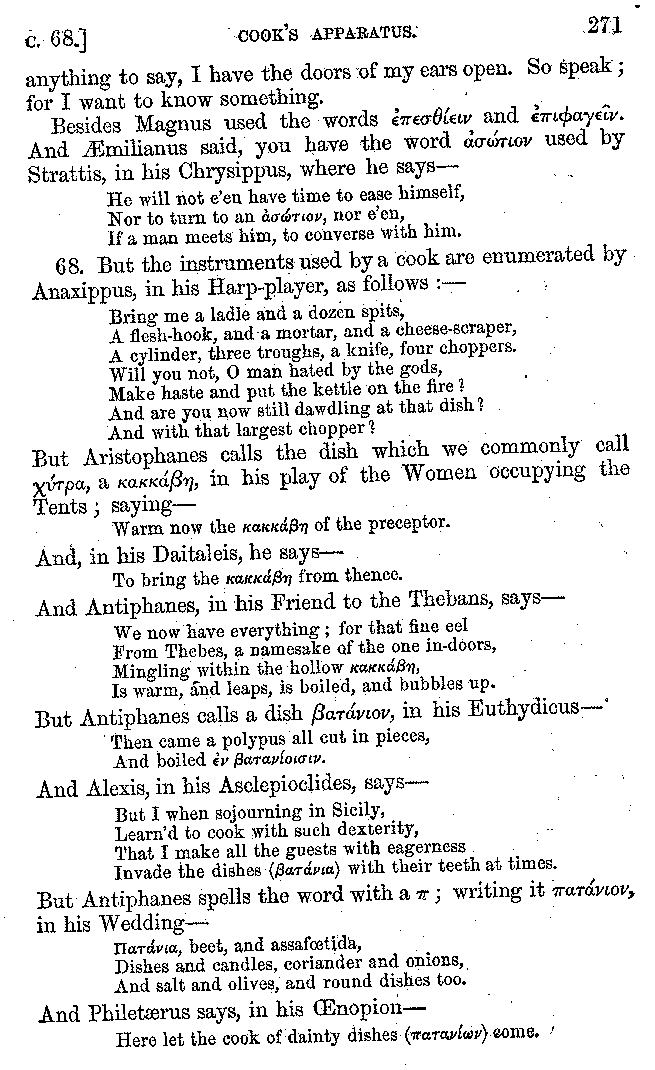 c. 68.] COOK'S APPARATUS. 271
anything to say, I have the doors of my ears open. So speak;
for I want to know something.
Besides Magnus used the words ἐπεσθίειν and ἐπιφαγεῖν.
And Æmilianus said, you have the word ἀσώτιον used by
Strattis, in his Chrysippus, where he says—
He will not e'en have time to ease himself,
Nor to turn to an ἀσώτιον, nor e'en,
If a man meets him, to converse with him.
68. But the instruments used by a cook are enumerated by
Anaxippus, in his Harp-player, as follows :—
Bring me a ladle and a dozen spits,
A flesh-hook, and a mortar, and a cheese-scraper,
A cylinder, three troughs, a knife, four choppers.
Will you not, O man hated by the gods,
Make haste and put the kettle on the fire?
And are you now still dawdling at that dish?
And with that largest chopper?
But Aristophanes calls the dish which we commonly call
χύτρα, a κακκάβη, in his play of the Women occupying the
Tents; saying—
Warm now the κακκάβη of the preceptor.
And, in his Daitaleis, he says—
To bring the κακκάβη from thence.
And Antiphanes, in his Friend to the Thebans, says—
We now have everything; for that fine eel
From Thebes, a namesake of the one in-doors,
Mingling within the hollow κακκάβη,
Is warm, and leaps, is boiled, and bubbles up.
But Antiphanes calls a dish βατάνιον, in his Euthydicus—
Then came a polypus all cut in pieces,
And boiled ἐν βατανίοισιν.
And Alexis, in his Asclepioclides, says—
But I when sojourning in Sicily,
Learn'd to cook with such dexterity,
That I make all the guests with eagerness
Invade the dishes (βατάνια) with their teeth at times.
But Antiphanes spells the word with a π; writing it πατάνιον,
in his Wedding—
Πατάνια, beet, and assafœtida,
Dishes and candles, coriander and onions,
And salt and olives, and round dishes too.
And Philetærus says, in his Œnopion—
Here let the cook of dainty dishes (πατανίων) come.